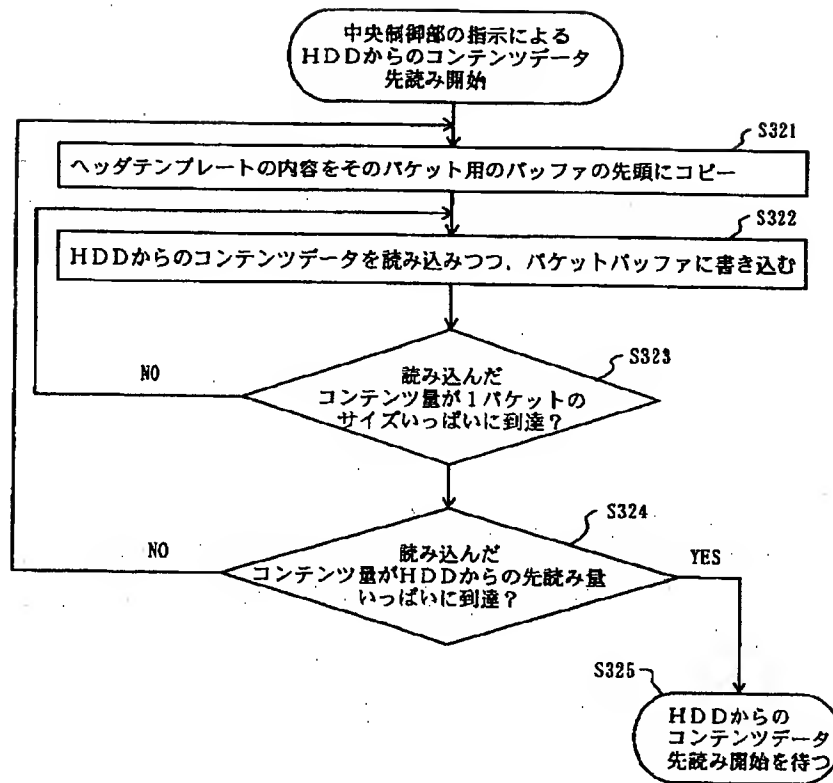 中央制御部の指示による
HDDからのコンテンツデータ
先読み開始
S321
ヘッダテンプレートの内容をそのパケット用のバッファの先頭にコピー
S322
HDDからのコンテンツデータを読み込みつつ，パケットバッファに書き込む
S323
NO
読み込んだ
コンテンツ量が１パケットの
サイズいっぱいに到達？
S324
NO
読み込んだ
コンテンツ量がHDDからの先読み量
いっぱいに到達？
YES
S325
HDDからの
コンテンツデータ
先読み開始を待つ